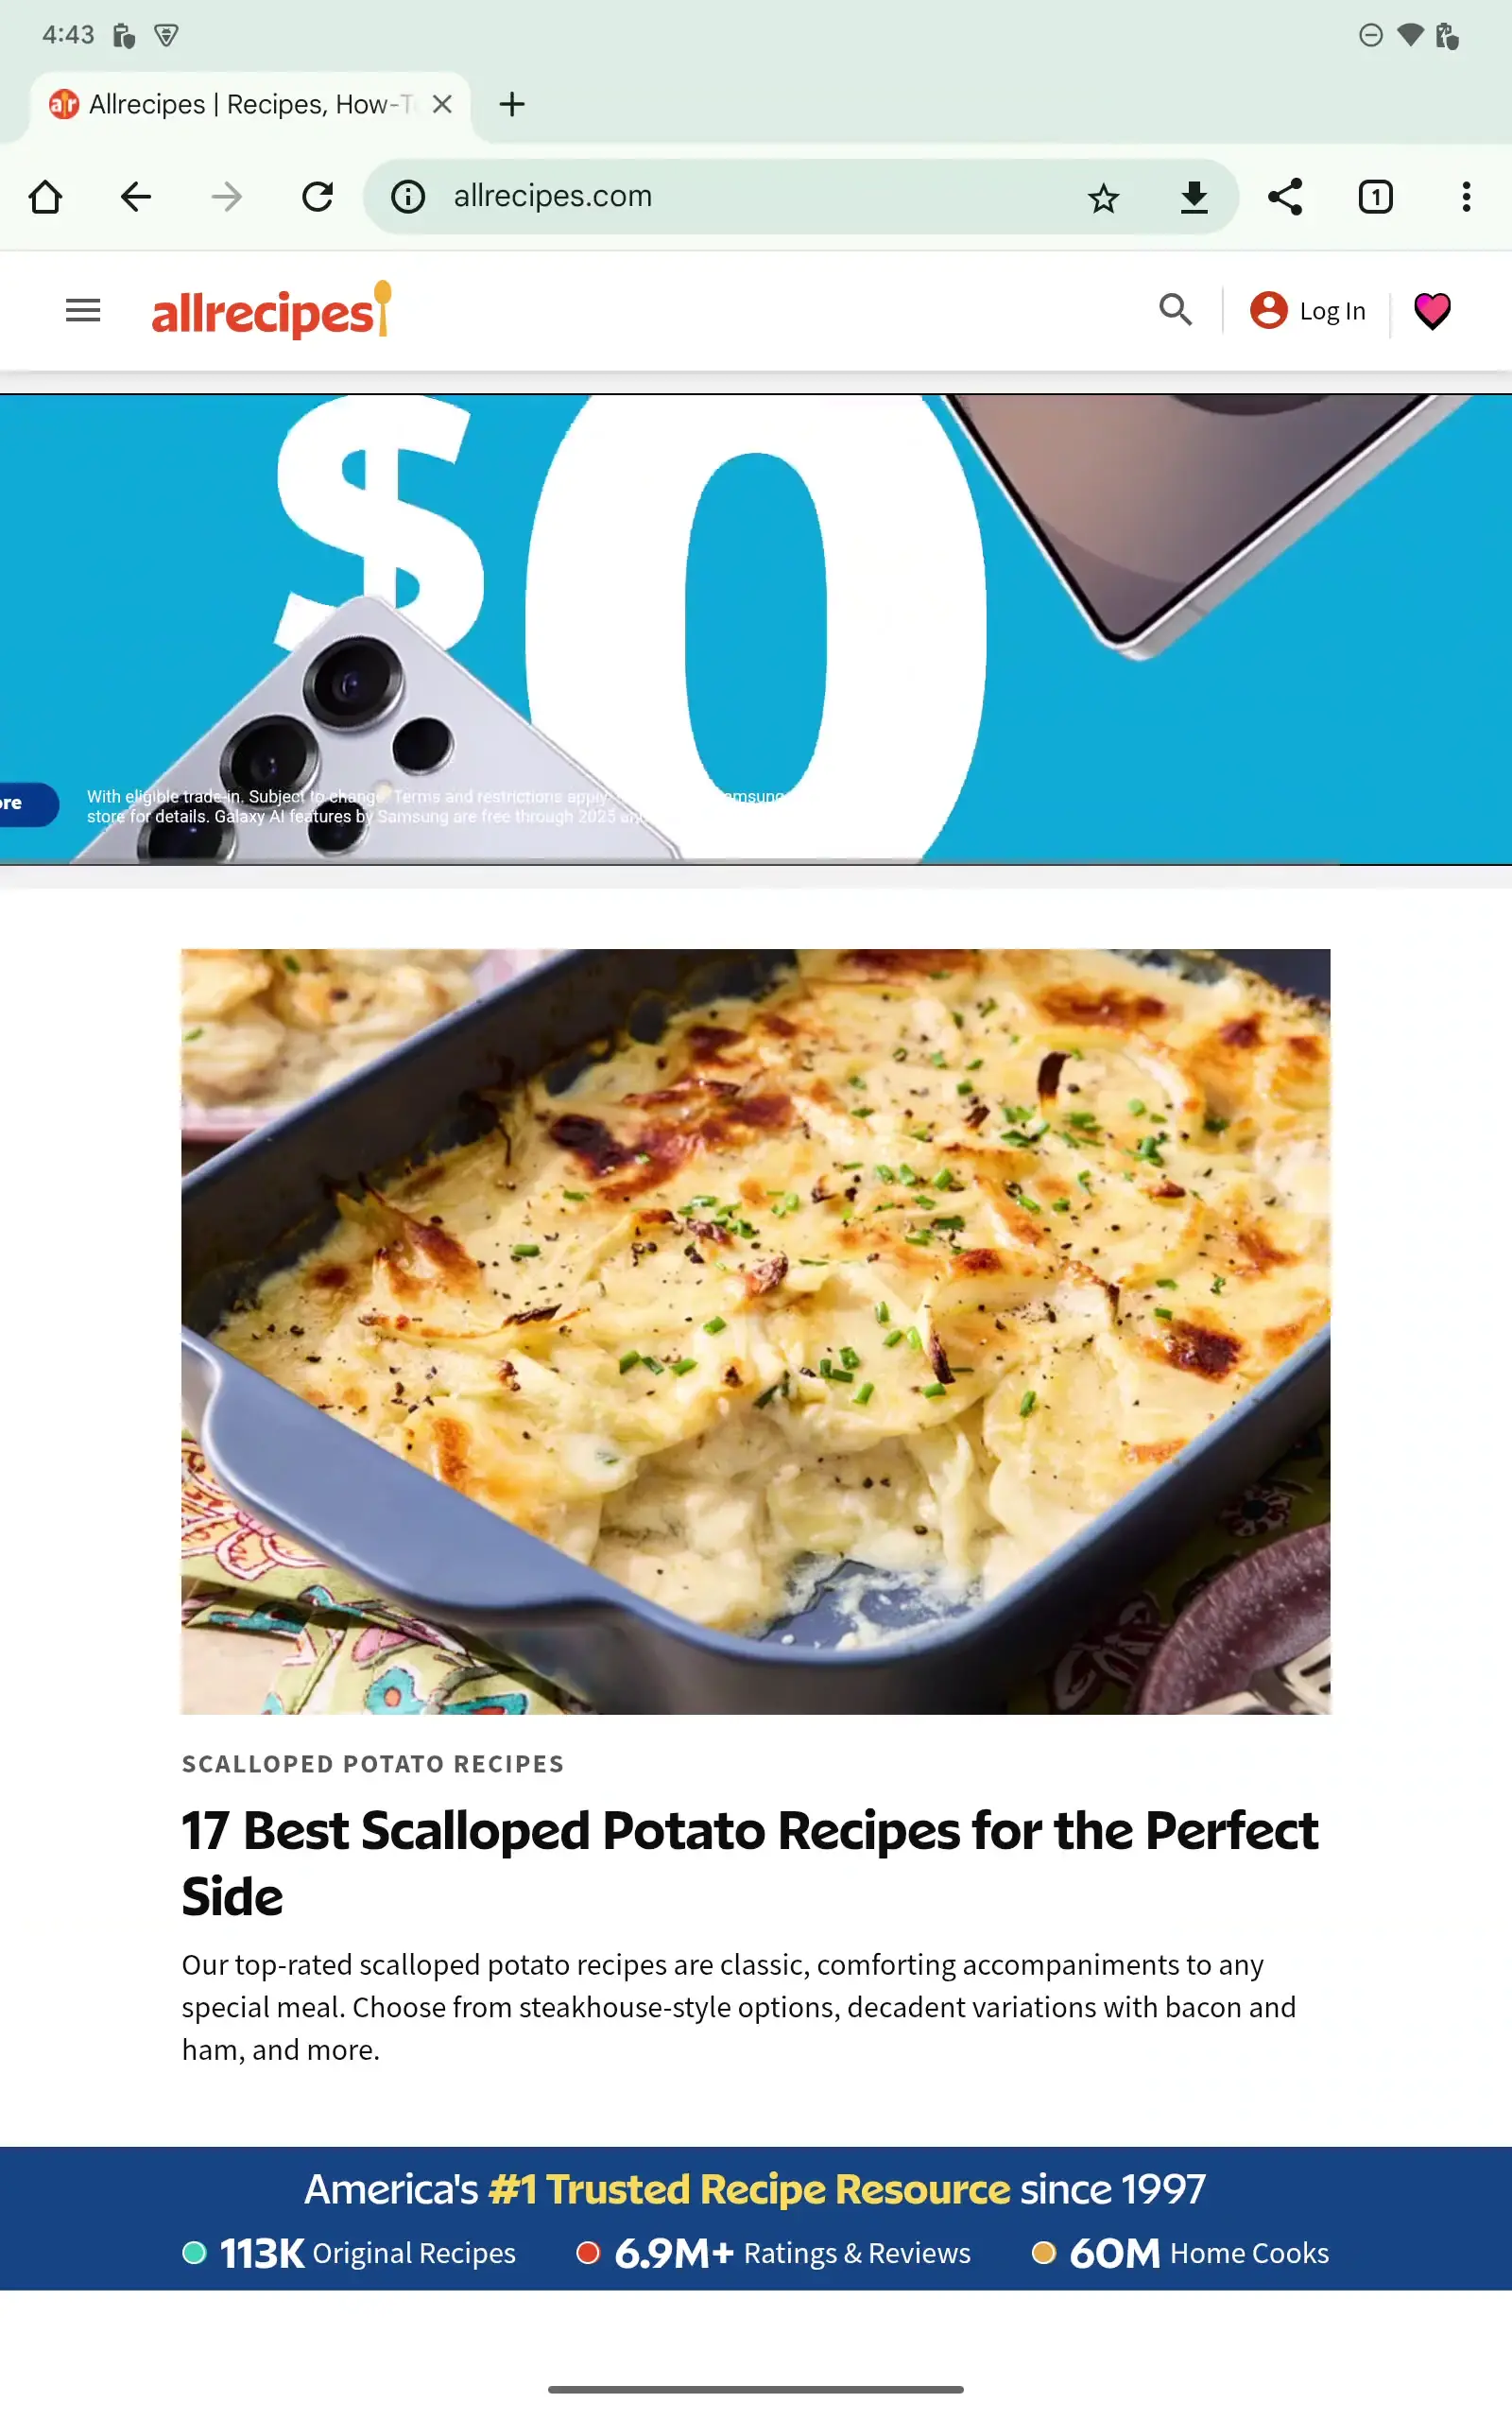 4:43
Allrecipes | Recipes, How-T
allrecipes.com
1
allrecipes
Log In
$0
With eligible trade-in. Subject to change. Terms and restrictions apply
store for details. Galaxy AI features by Samsung are free through 2025
SCALLOPED POTATO RECIPES
17 Best Scalloped Potato Recipes for the Perfect
Side
Our top-rated scalloped potato recipes are classic, comforting accompaniments to any
special meal. Choose from steakhouse-style options, decadent variations with bacon and
ham, and more.
America's #1 Trusted Recipe Resource since 1997
113K Original Recipes 6.9M+ Ratings & Reviews 60M Home Cooks